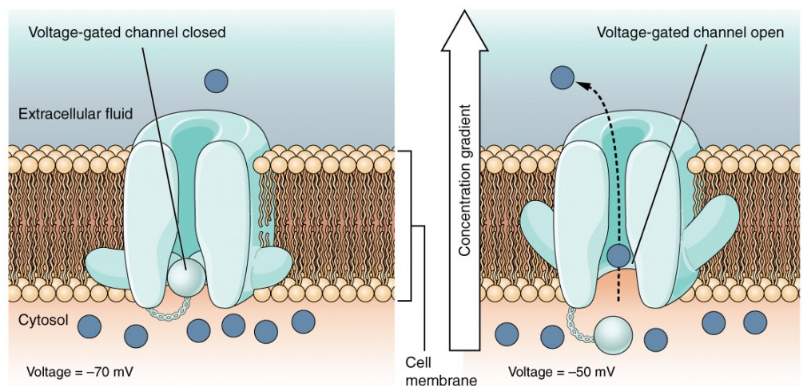 Voltage-gated channel closed
Extracellular fluid
Cytosol
Voltage = –70 mV
Cell
membrane
Concentration gradient
Voltage-gated channel open
Voltage = –50 mV